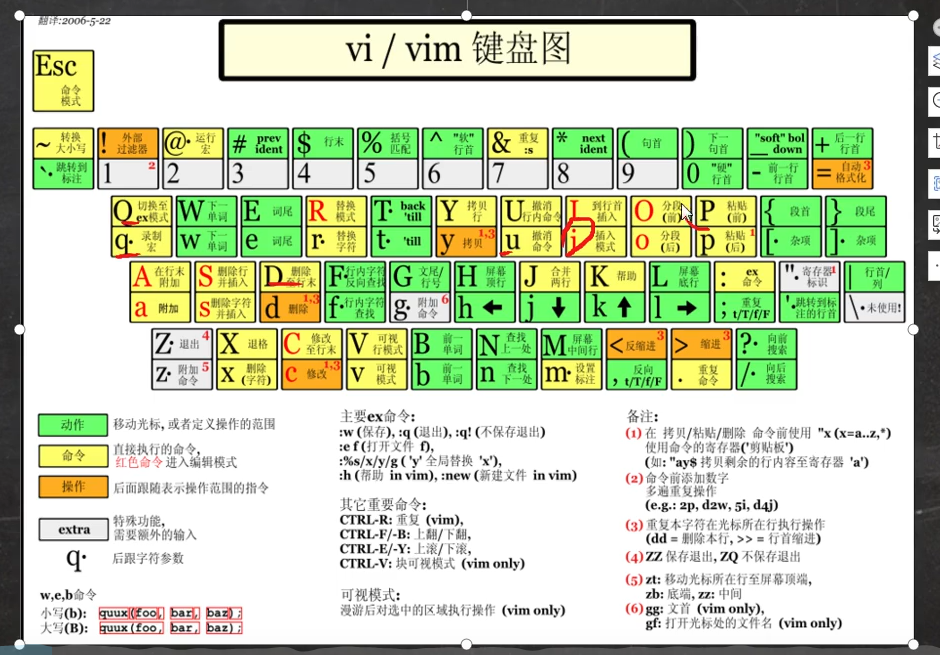 翻译:2006-5-22
vi / vim 键盘图
Esc 命令模式
~ 转换大小写 ! 外部过滤器 @· 运行宏 # prev ident $ 行末 % 括号匹配 ^ "软"行首 & 重复 :s * next ident ( 句首 ) 下一句首 _ "soft" bol down + 后一行行首
`· 跳转到标注 1 2 2 3 4 5 6 7 8 9 0 "硬"行首 - 前一行行首 = 自动格式化 3
Q 切换至ex模式 W 下一单词 E 词尾 R 替换模式 T· back 'till Y 拷贝行 U 撤消行内命令 I 到行首插入 O 分段(前) P 粘贴(前) { 段首 } 段尾
q· 录制宏 w 下一单词 e 词尾 r· 替换字符 t· 'till y 拷贝 1,3 u 撤消命令 i 插入模式 o 分段(后) p 粘贴(后) 1 [· 杂项 ]· 杂项
A 在行末附加 S 删除行并插入 D 删除至行末 F· 行内字符反向查找 G 文尾/行号 H 屏幕顶行 J 合并两行 K 帮助 L 屏幕底行 : ex命令 "· 寄存器标识 1 | 行首/列
a 附加 s 删除字符并插入 d 删除 1,3 f· 行内字符查找 g· 附加命令 6 h ← j ↓ k ↑ l → ; 重复 t/T/f/F '· 跳转到标注的行首 \· 未使用!
Z· 退出 4 X 退格 C 修改至行末 V 可视行模式 B 前一单词 N 查找上一处 M 屏幕中间行 < 反缩进 3 > 缩进 3 ?· 向前搜索
z· 附加命令 5 x 删除(字符) c 修改 1,3 v 可视模式 b 前一单词 n 查找下一处 m· 设置标注 , 反向 t/T/f/F . 重复命令 /· 向后搜索
动作 移动光标, 或者定义操作的范围
命令 直接执行的命令,
红色命令 进入编辑模式
操作 后面跟随表示操作范围的指令
extra 特殊功能,
需要额外的输入
q· 后跟字符参数
w,e,b命令
小写(b): quux(foo, bar, baz);
大写(B): quux(foo, bar, baz);
主要ex命令:
:w (保存), :q (退出), :q! (不保存退出)
:e f (打开文件 f),
:%s/x/y/g ( 'y' 全局替换 'x'),
:h (帮助 in vim), :new (新建文件 in vim)
其它重要命令:
CTRL-R: 重复 (vim),
CTRL-F/-B: 上翻/下翻,
CTRL-E/-Y: 上滚/下滚,
CTRL-V: 块可视模式 (vim only)
可视模式:
漫游后对选中的区域执行操作 (vim only)
备注:
(1) 在 拷贝/粘贴/删除 命令前使用 "x (x=a..z,*)
使用命令的寄存器('剪贴板')
(如: "ay$ 拷贝剩余的行内容至寄存器 'a')
(2) 命令前添加数字
多遍重复操作
(e.g.: 2p, d2w, 5i, d4j)
(3) 重复本字符在光标所在行执行操作
(dd = 删除本行, >> = 行首缩进)
(4) ZZ 保存退出, ZQ 不保存退出
(5) zt: 移动光标所在行至屏幕顶端,
zb: 底端, zz: 中间
(6) gg: 文首 (vim only),
gf: 打开光标处的文件名 (vim only)